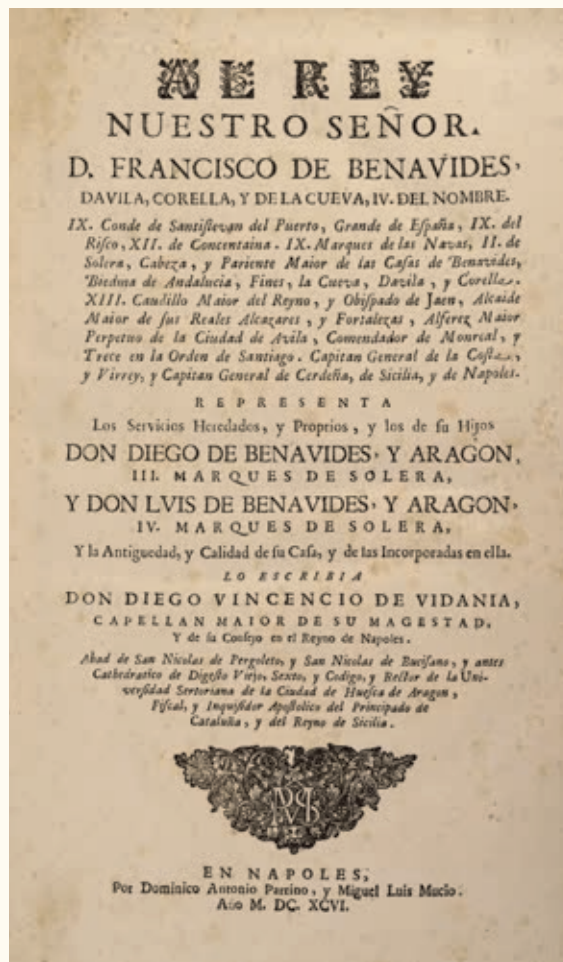 AL REY
NUESTRO SEÑOR.
D. FRANCISCO DE BENAVIDES,
DAVILA, CORELLA, Y DE LA CUEVA, IV. DEL NOMBRE.
IX. Conde de Santistevan del Puerto, Grande de España, IX. del
Risco, XII. de Concentaina. IX. Marques de las Navas, II. de
Solera, Cabeza, y Pariente Maior de las Casas de Benavides,
Biedma de Andalucia, Fines, la Cueva, Davila, y Corella.
XIII. Caudillo Maior del Reyno, y Obispado de Jaen, Alcaide
Maior de sus Reales Alcazares, y Fortalezas, Alferez Maior
Perpetuo de la Ciudad de Avila, Comendador de Monreal, y
Trece en la Orden de Santiago. Capitan General de la Costa,
y Virrey, y Capitan General de Cerdeña, de Sicilia, y de Napoles.
REPRESENTA
Los Servicios Heredados, y Proprios, y los de su Hijos
DON DIEGO DE BENAVIDES, Y ARAGON,
III. MARQUES DE SOLERA,
Y DON LVIS DE BENAVIDES, Y ARAGON,
IV. MARQUES DE SOLERA,
Y la Antiguedad, y Calidad de su Casa, y de las Incorporadas en ella.
LO ESCRIBIA
DON DIEGO VINCENCIO DE VIDANIA,
CAPELLAN MAIOR DE SU MAGESTAD,
Y de su Consejo en el Reyno de Napoles.
Abad de San Nicolas de Pergoleto, y San Nicolas de Bucisano, y antes
Cathedratico de Digesto Viejo, Sexto, y Codigo, y Rector de la Uni-
versidad Sertoriana de la Ciudad de Huesca de Aragon,
Fiscal, y Inquisidor Apostolico del Principado de
Cataluña, y del Reyno de Sicilia.
EN NAPOLES,
Por Dominico Antonio Parrino, y Miguel Luis Mucio.
Año M. DC. XCVI.